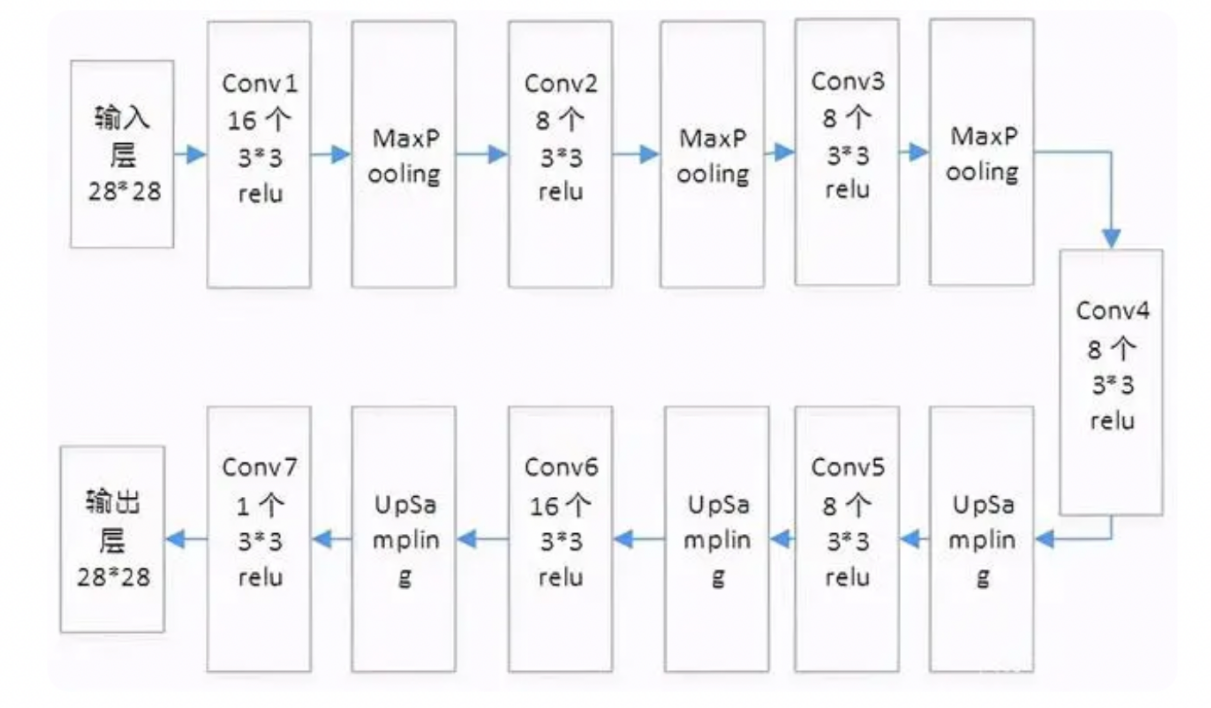 输入
层
28*28
Conv1
16 个
3*3
relu
MaxP
ooling
Conv2
8 个
3*3
relu
MaxP
ooling
Conv3
8 个
3*3
relu
MaxP
ooling
Conv4
8 个
3*3
relu
UpSa
mplin
g
Conv5
8 个
3*3
relu
UpSa
mplin
g
Conv6
16 个
3*3
relu
UpSa
mplin
g
Conv7
1 个
3*3
relu
输出
层
28*28